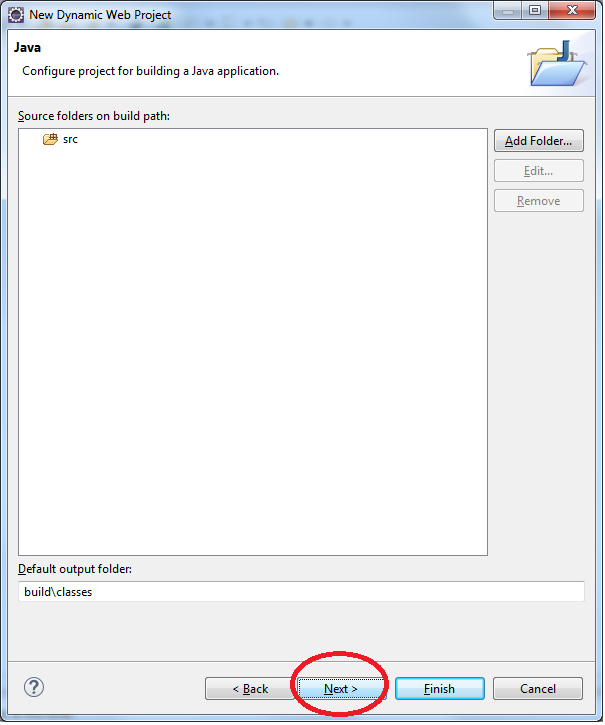 New Dynamic Web Project
Java
Configure project for building a Java application.
Source folders on build path:
src
Add Folder...
Edit...
Remove
Default output folder:
build\classes
? < Back Next > Finish Cancel